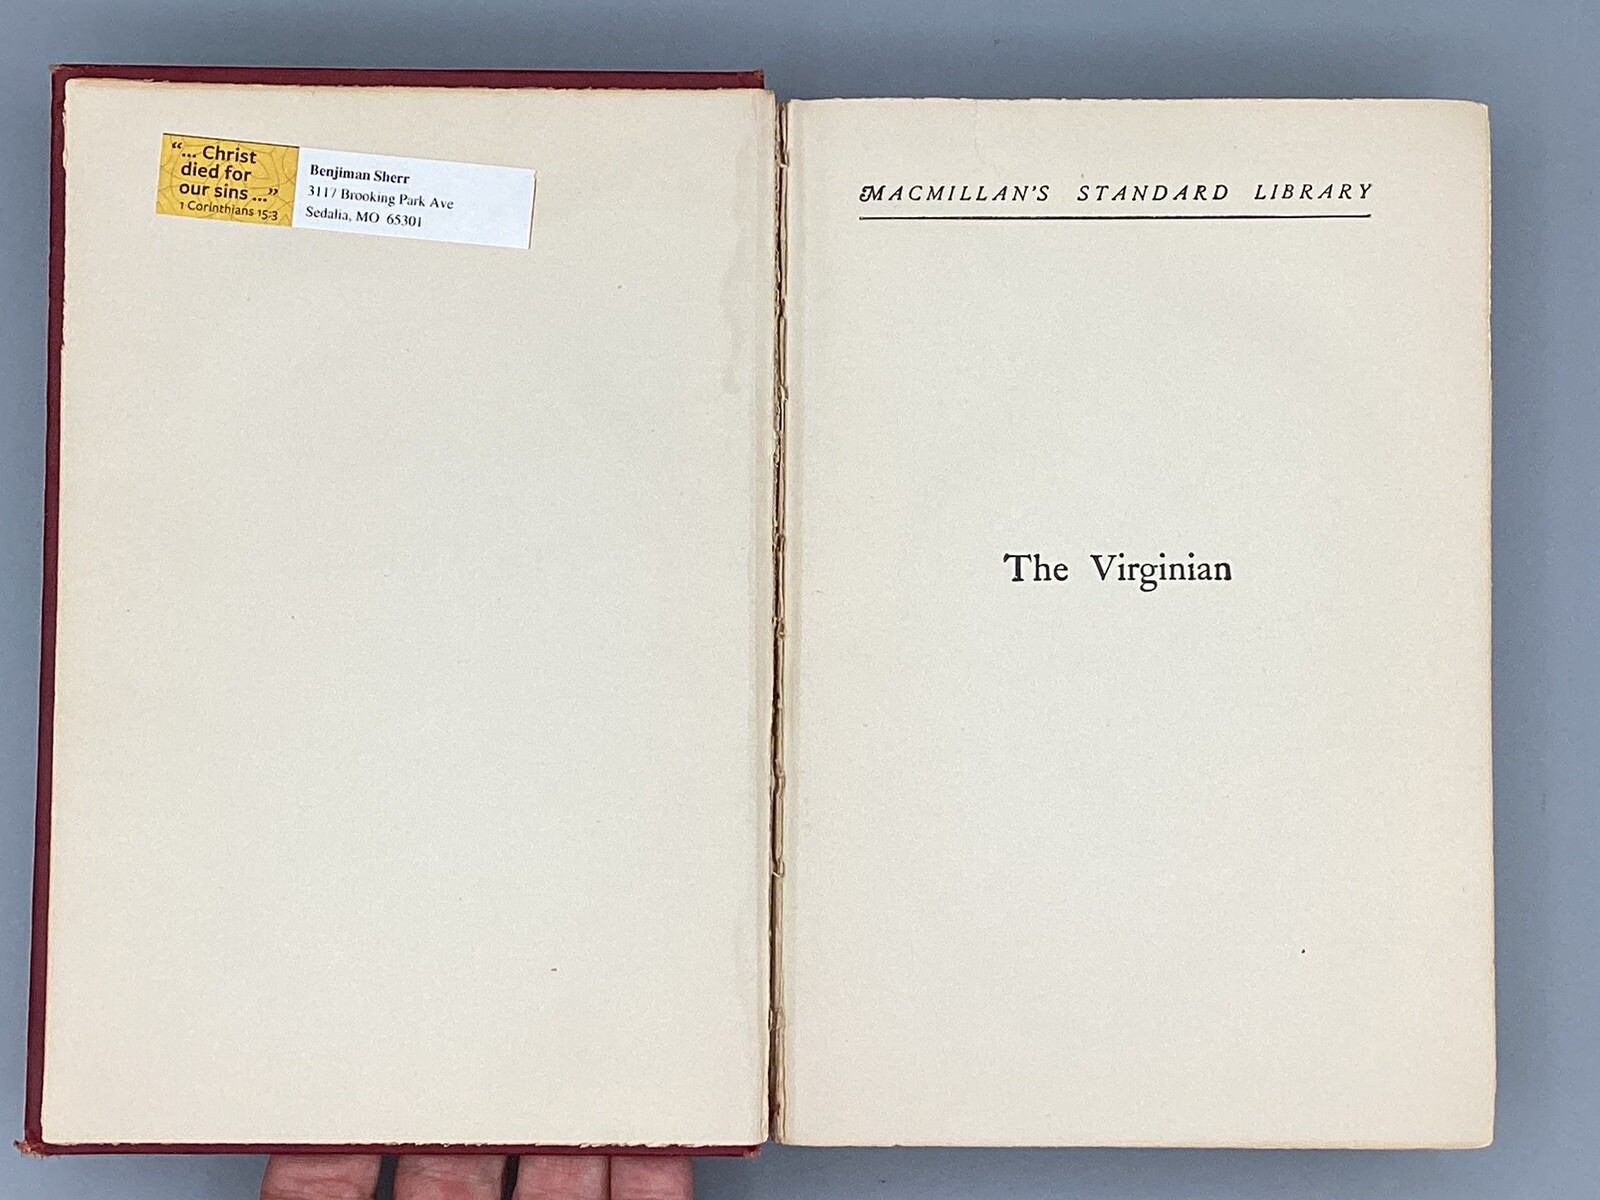 “... Christ
died for
our sins ...”
1 Corinthians 15:3
Benjiman Sherr
3117 Brooking Park Ave
Sedalia, MO 65301
MACMILLAN'S STANDARD LIBRARY
The Virginian